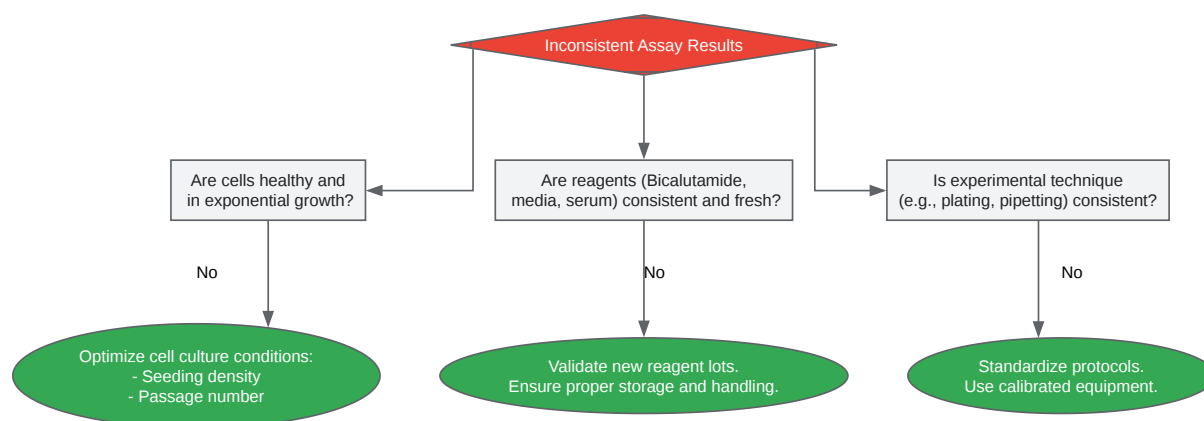 Inconsistent Assay Results
Are cells healthy and
in exponential growth?
Are reagents (Bicalutamide,
media, serum) consistent and fresh?
Is experimental technique
(e.g., plating, pipetting) consistent?
No
No
No
Optimize cell culture conditions:
- Seeding density
- Passage number
Validate new reagent lots.
Ensure proper storage and handling.
Standardize protocols.
Use calibrated equipment.